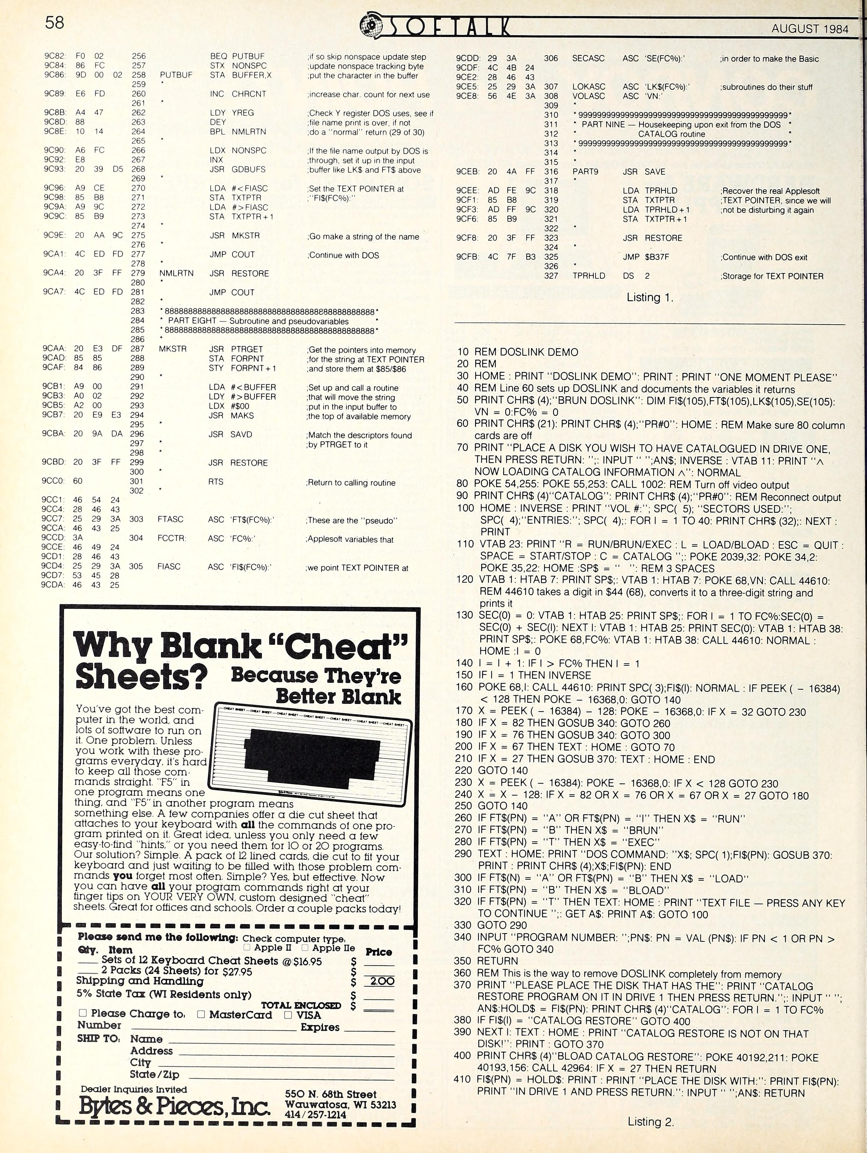 58
SOFTALK
AUGUST 1984
9C82: F0 02 256 BEQ PUTBUF ;if so skip nonspace update step
9C84: 86 FC 257 STX NONSPC ;update nonspace tracking byte
9C86: 9D 00 02 258 PUTBUF STA BUFFER,X ;put the character in the buffer
259 *
9C89: E6 FD 260 INC CHRCNT ;increase char. count for next use
261 *
9C8B: A4 47 262 LDY YREG ;Check Y register DOS uses, see if
9C8D: 88 263 DEY ;file name print is over, if not
9C8E: 10 14 264 BPL NMLRTN ;do a "normal" return (29 of 30)
265 *
9C90: A6 FC 266 LDX NONSPC ;If the file name output by DOS is
9C92: E8 267 INX ;through, set it up in the input
9C93: 20 39 D5 268 JSR GDBUFS ;buffer like LK$ and FT$ above
269 *
9C96: A9 CE 270 LDA #<FIASC ;Set the TEXT POINTER at
9C98: 85 B8 271 STA TXTPTR ;"FI$(FC%):"
9C9A: A9 9C 272 LDA #>FIASC
9C9C: 85 B9 273 STA TXTPTR+1
274 *
9C9E: 20 AA 9C 275 JSR MKSTR ;Go make a string of the name
276 *
9CA1: 4C ED FD 277 JMP COUT ;Continue with DOS
278 *
9CA4: 20 3F FF 279 NMLRTN JSR RESTORE
280 *
9CA7: 4C ED FD 281 JMP COUT
282 *
283 *88888888888888888888888888888888888888*
284 * PART EIGHT — Subroutine and pseudovariables *
285 *88888888888888888888888888888888888888*
286 *
9CAA: 20 E3 DF 287 MKSTR JSR PTRGET ;Get the pointers into memory
9CAD: 85 85 288 STA FORPNT ;for the string at TEXT POINTER
9CAF: 84 86 289 STY FORPNT+1 ;and store them at $85/$86
290 *
9CB1: A9 00 291 LDA #<BUFFER ;Set up and call a routine
9CB3: A0 02 292 LDY #>BUFFER ;that will move the string
9CB5: A2 00 293 LDX #$00 ;put in the input buffer to
9CB7: 20 E9 E3 294 JSR MAKS ;the top of available memory
295 *
9CBA: 20 9A DA 296 JSR SAVD ;Match the descriptors found
297 * ;by PTRGET to it
298 *
9CBD: 20 3F FF 299 JSR RESTORE
300 *
9CC0: 60 301 RTS ;Return to calling routine
302 *
9CC1: 46 54 24
9CC4: 28 46 43
9CC7: 25 29 3A 303 FTASC ASC 'FT$(FC%):' ;These are the "pseudo"
9CCA: 46 43 25
9CCD: 3A 304 FCCTR: ASC 'FC%:' ;Applesoft variables that
9CCE: 46 49 24
9CD1: 28 46 43
9CD4: 25 29 3A 305 FIASC ASC 'FI$(FC%):' ;we point TEXT POINTER at
9CD7: 53 45 28
9CDA: 46 43 25
9CDD: 29 3A 306 SECASC ASC 'SE(FC%):' ;in order to make the Basic
9CDF: 4C 4B 24
9CE2: 28 46 43
9CE5: 25 29 3A 307 LOKASC ASC 'LK$(FC%):' ;subroutines do their stuff
9CE8: 56 4E 3A 308 VOLASC ASC 'VN:'
309 *
310 *99999999999999999999999999999999999999*
311 * PART NINE — Housekeeping upon exit from the DOS *
312 * CATALOG routine *
313 *99999999999999999999999999999999999999*
314 *
315 *
9CEB: 20 4A FF 316 PART9 JSR SAVE
317 *
9CEE: AD FE 9C 318 LDA TPRHLD ;Recover the real Applesoft
9CF1: 85 B8 319 STA TXTPTR ;TEXT POINTER, since we will
9CF3: AD FF 9C 320 LDA TPRHLD+1 ;not be disturbing it again
9CF6: 85 B9 321 STA TXTPTR+1
322 *
9CF8: 20 3F FF 323 JSR RESTORE
324 *
9CFB: 4C 7F B3 325 JMP $B37F ;Continue with DOS exit
326 *
327 TPRHLD DS 2 ;Storage for TEXT POINTER
Listing 1.
10 REM DOSLINK DEMO
20 REM
30 HOME : PRINT "DOSLINK DEMO": PRINT : PRINT "ONE MOMENT PLEASE"
40 REM Line 60 sets up DOSLINK and documents the variables it returns
50 PRINT CHR$ (4);"BRUN DOSLINK": DIM FI$(105),FT$(105),LK$(105),SE(105):
VN = 0:FC% = 0
60 PRINT CHR$ (21): PRINT CHR$ (4);"PR#0": HOME : REM Make sure 80 column
cards are off
70 PRINT "PLACE A DISK YOU WISH TO HAVE CATALOGUED IN DRIVE ONE,
THEN PRESS RETURN: ";: INPUT " ";AN$; INVERSE : VTAB 11: PRINT "^
NOW LOADING CATALOG INFORMATION ^": NORMAL
80 POKE 54,255: POKE 55,253: CALL 1002: REM Turn off video output
90 PRINT CHR$ (4)"CATALOG": PRINT CHR$ (4);"PR#0": REM Reconnect output
100 HOME : INVERSE : PRINT "VOL #:"; SPC( 5); "SECTORS USED:";
SPC( 4);"ENTRIES:"; SPC( 4);: FOR I = 1 TO 40: PRINT CHR$ (32);: NEXT :
PRINT
110 VTAB 23: PRINT "R = RUN/BRUN/EXEC : L = LOAD/BLOAD : ESC = QUIT :
SPACE = START/STOP : C = CATALOG ";: POKE 2039,32: POKE 34,2:
POKE 35,22: HOME :SP$ = "   ": REM 3 SPACES
120 VTAB 1: HTAB 7: PRINT SP$;: VTAB 1: HTAB 7: POKE 68,VN: CALL 44610:
REM 44610 takes a digit in $44 (68), converts it to a three-digit string and
prints it
130 SEC(0) = 0: VTAB 1: HTAB 25: PRINT SP$;: FOR I = 1 TO FC%:SEC(0) =
SEC(0) + SEC(I): NEXT I: VTAB 1: HTAB 25: PRINT SEC(0): VTAB 1: HTAB 38:
PRINT SP$;: POKE 68,FC%: VTAB 1: HTAB 38: CALL 44610: NORMAL :
HOME :I = 0
140 I = I + 1: IF I > FC% THEN I = 1
150 IF I = 1 THEN INVERSE
160 POKE 68,I: CALL 44610: PRINT SPC( 3);FI$(I): NORMAL : IF PEEK ( - 16384)
< 128 THEN POKE - 16368,0: GOTO 140
170 X = PEEK ( - 16384) - 128: POKE - 16368,0: IF X = 32 GOTO 230
180 IF X = 82 THEN GOSUB 340: GOTO 260
190 IF X = 76 THEN GOSUB 340: GOTO 300
200 IF X = 67 THEN TEXT : HOME : GOTO 70
210 IF X = 27 THEN GOSUB 370: TEXT : HOME : END
220 GOTO 140
230 X = PEEK ( - 16384): POKE - 16368,0: IF X < 128 GOTO 230
240 X = X - 128: IF X = 82 OR X = 76 OR X = 67 OR X = 27 GOTO 180
250 GOTO 140
260 IF FT$(PN) = "A" OR FT$(PN) = "I" THEN X$ = "RUN"
270 IF FT$(PN) = "B" THEN X$ = "BRUN"
280 IF FT$(PN) = "T" THEN X$ = "EXEC"
290 TEXT : HOME: PRINT "DOS COMMAND: "X$; SPC( 1);FI$(PN): GOSUB 370:
PRINT : PRINT CHR$ (4);X$;FI$(PN): END
300 IF FT$(N) = "A" OR FT$(PN) = "B" THEN X$ = "LOAD"
310 IF FT$(PN) = "B" THEN X$ = "BLOAD"
320 IF FT$(PN) = "T" THEN TEXT: HOME : PRINT "TEXT FILE — PRESS ANY KEY
TO CONTINUE ";: GET A$: PRINT A$: GOTO 100
330 GOTO 290
340 INPUT "PROGRAM NUMBER: ";PN$: PN = VAL (PN$): IF PN < 1 OR PN >
FC% GOTO 340
350 RETURN
360 REM This is the way to remove DOSLINK completely from memory
370 PRINT "PLEASE PLACE THE DISK THAT HAS THE": PRINT "CATALOG
RESTORE PROGRAM ON IT IN DRIVE 1 THEN PRESS RETURN.";: INPUT " ";
AN$:HOLD$ = FI$(PN): PRINT CHR$ (4)"CATALOG": FOR I = 1 TO FC%
380 IF FI$(I) = "CATALOG RESTORE" GOTO 400
390 NEXT I: TEXT : HOME : PRINT "CATALOG RESTORE IS NOT ON THAT
DISK!": PRINT : GOTO 370
400 PRINT CHR$ (4)"BLOAD CATALOG RESTORE": POKE 40192,211: POKE
40193,156: CALL 42964: IF X = 27 THEN RETURN
410 FI$(PN) = HOLD$: PRINT : PRINT "PLACE THE DISK WITH:": PRINT FI$(PN):
PRINT "IN DRIVE 1 AND PRESS RETURN.": INPUT " ";AN$: RETURN
Listing 2.
Why Blank "Cheat"
Sheets? Because They're
Better Blank
You've got the best com-
puter in the world, and
lots of software to run on
it. One problem. Unless
you work with these pro-
grams everyday, it's hard
to keep all those com-
mands straight. "F5" in
one program means one
thing, and "F5" in another program means
something else. A few companies offer a die cut sheet that
attaches to your keyboard with all the commands of one pro-
gram printed on it. Great idea, unless you only need a few
easy-to-find "hints," or you need them for 10 or 20 programs.
Our solution? Simple. A pack of 12 lined cards, die cut to fit your
keyboard and just waiting to be filled with those problem com-
mands you forget most often. Simple? Yes, but effective. Now
you can have all your program commands right at your
finger tips on YOUR VERY OWN, custom designed "cheat"
sheets. Great for offices and schools. Order a couple packs today!
Please send me the following: Check computer type.
Qty. Item □ Apple II □ Apple IIe Price
Sets of 12 Keyboard Cheat Sheets @ $16.95 $
2 Packs (24 Sheets) for $27.95 $
Shipping and Handling $ 2.00
5% State Tax (WI Residents only) $
TOTAL ENCLOSED $
□ Please Charge to: □ MasterCard □ VISA
Number Expires
SHIP TO: Name
Address
City
State/Zip
Dealer Inquiries Invited
Bytes & Pieces, Inc.
550 N. 68th Street
Wauwatosa, WI 53213
414/257-1214